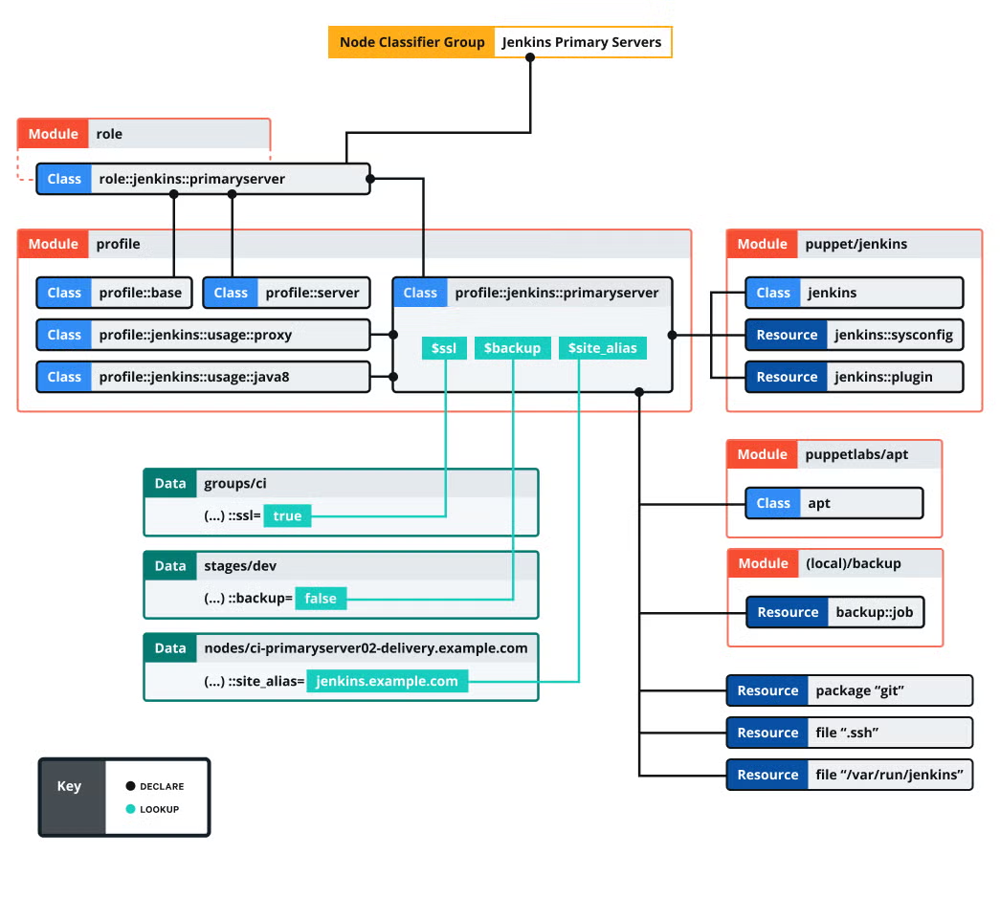 Node Classifier Group Jenkins Primary Servers
Module role
Class role::jenkins::primaryserver
Module profile
Class profile::base
Class profile::server
Class profile::jenkins::primaryserver
Class profile::jenkins::usage::proxy
Class profile::jenkins::usage::java8
$ssl $backup $site_alias
Module puppet/jenkins
Class jenkins
Resource jenkins::sysconfig
Resource jenkins::plugin
Module puppetlabs/apt
Class apt
Module (local)/backup
Resource backup::job
Resource package “git”
Resource file “.ssh”
Resource file “/var/run/jenkins”
Data groups/ci
(...) ::ssl= true
Data stages/dev
(...) ::backup= false
Data nodes/ci-primaryserver02-delivery.example.com
(...) ::site_alias= jenkins.example.com
Key
DECLARE
LOOKUP